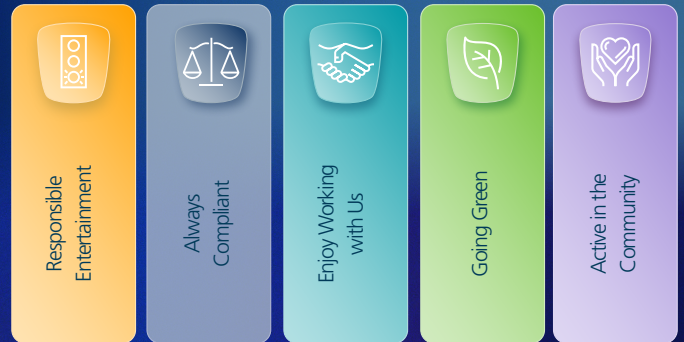 Responsible
Entertainment
Always
Compliant
Enjoy Working
with Us
Going Green
Active in the
Community